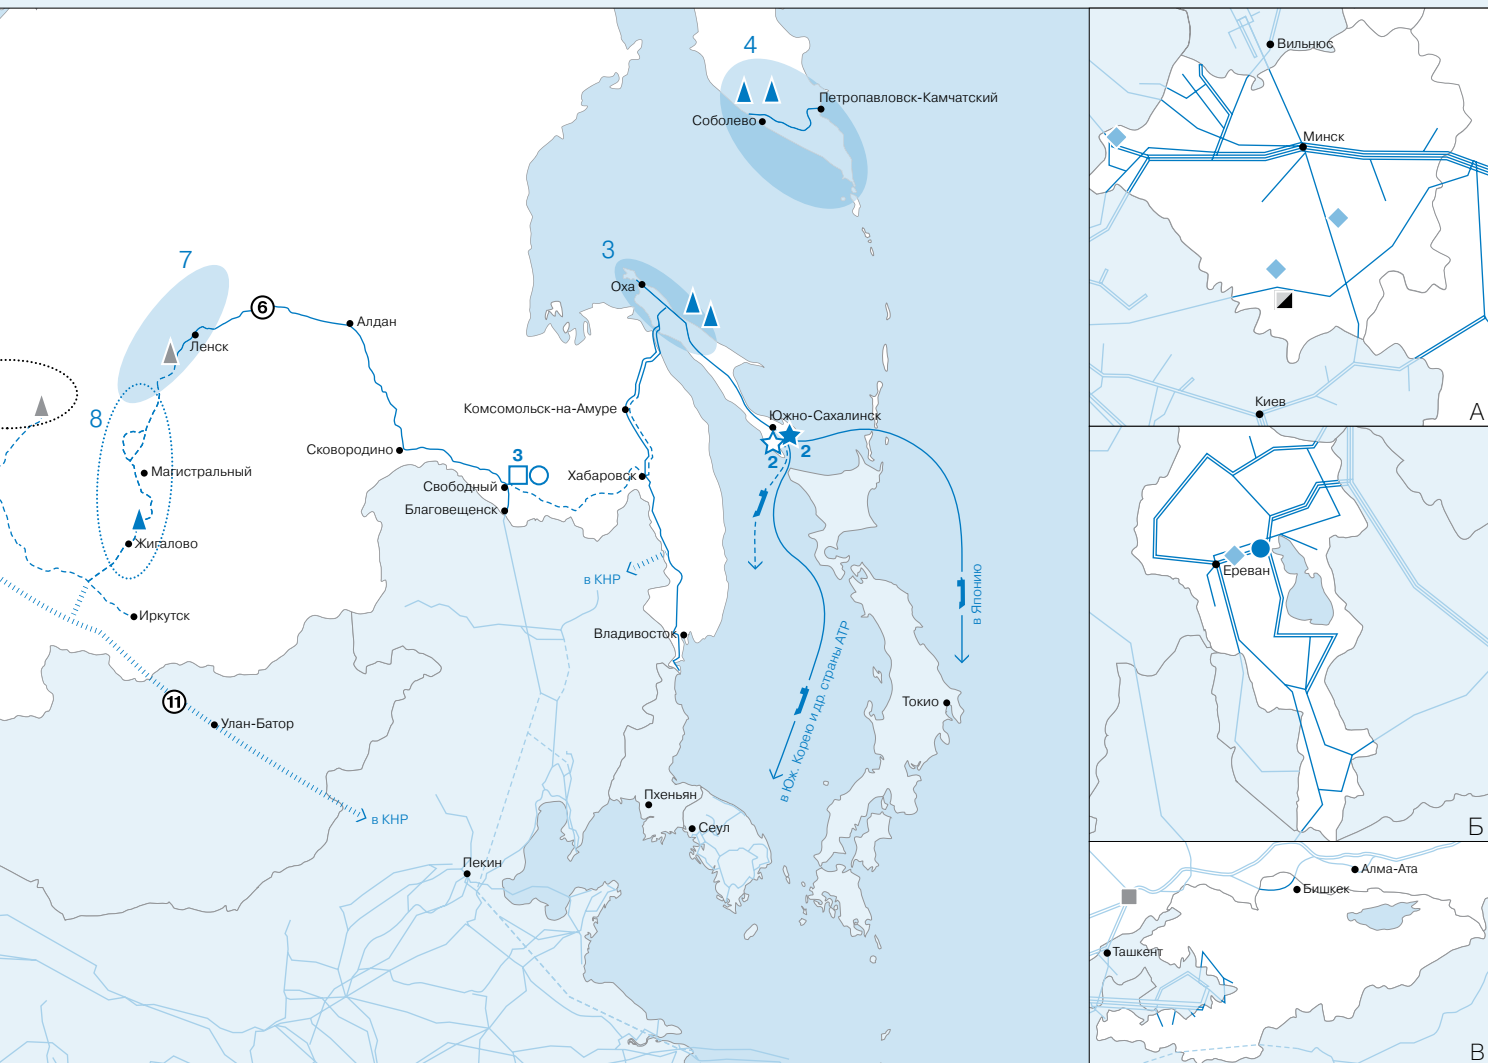 4
Петропавловск-Камчатский
Соболево
3
Оха
7
6
Алдан
Ленск
8
Комсомольск-на-Амуре
Южно-Сахалинск
2
2
Сковородино
3
Магистральный
Свободный
Хабаровск
Благовещенск
Жигалово
в КНР
Иркутск
Владивосток
в Японию
в Юж. Корею и др. страны АТР
11
Улан-Батор
Токио
в КНР
Пхеньян
Сеул
Пекин
Вильнюс
Минск
Киев
А
Ереван
Б
Алма-Ата
Бишкек
Ташкент
В